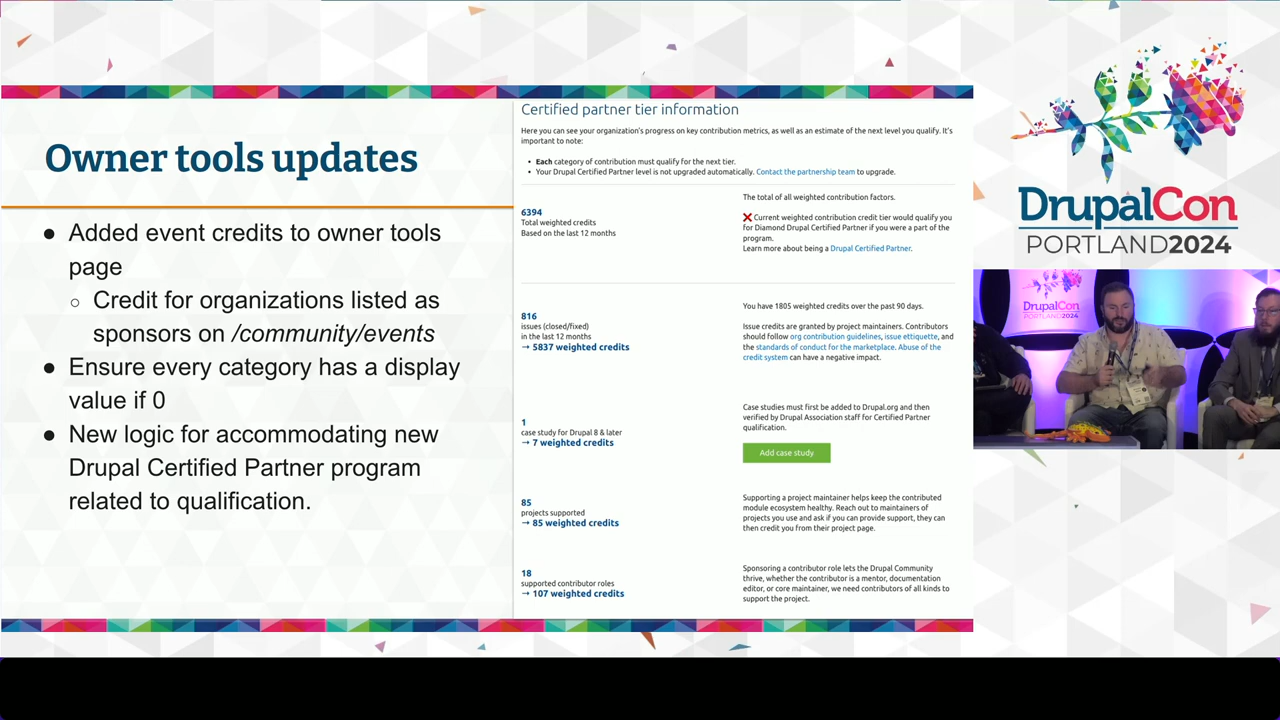 Owner tools updates
● Added event credits to owner tools
page
○ Credit for organizations listed as
sponsors on /community/events
● Ensure every category has a display
value if 0
● New logic for accommodating new
Drupal Certified Partner program
related to qualification.
Certified partner tier information
Here you can see your organization's progress on key contribution metrics, as well as an estimate of the next level you qualify. It's
important to note:
• Each category of contribution must qualify for the next tier.
• Your Drupal Certified Partner level is not upgraded automatically. Contact the partnership team to upgrade.
6394
Total weighted credits
Based on the last 12 months
The total of all weighted contribution factors.
❌ Current weighted contribution credit tier would qualify you
for Diamond Drupal Certified Partner if you were a part of the
program.
Learn more about being a Drupal Certified Partner.
816
issues (closed/fixed)
in the last 12 months
→ 5837 weighted credits
You have 1805 weighted credits over the past 90 days.
Issue credits are granted by project maintainers. Contributors
should follow org contribution guidelines, issue ettiquette, and
the standards of conduct for the marketplace. Abuse of the
credit system can have a negative impact.
1
case study for Drupal 8 & later
→ 7 weighted credits
Case studies must first be added to Drupal.org and then
verified by Drupal Association staff for Certified Partner
qualification.
Add case study
85
projects supported
→ 85 weighted credits
Supporting a project maintainer helps keep the contributed
module ecosystem healthy. Reach out to maintainers of
projects you use and ask if you can provide support, they can
then credit you from their project page.
18
supported contributor roles
→ 107 weighted credits
Sponsoring a contributor role lets the Drupal Community
thrive, whether the contributor is a mentor, documentation
editor, or core maintainer, we need contributors of all kinds to
support the project.
DrupalCon
PORTLAND2024
DrupalCon
PORTLAND2024